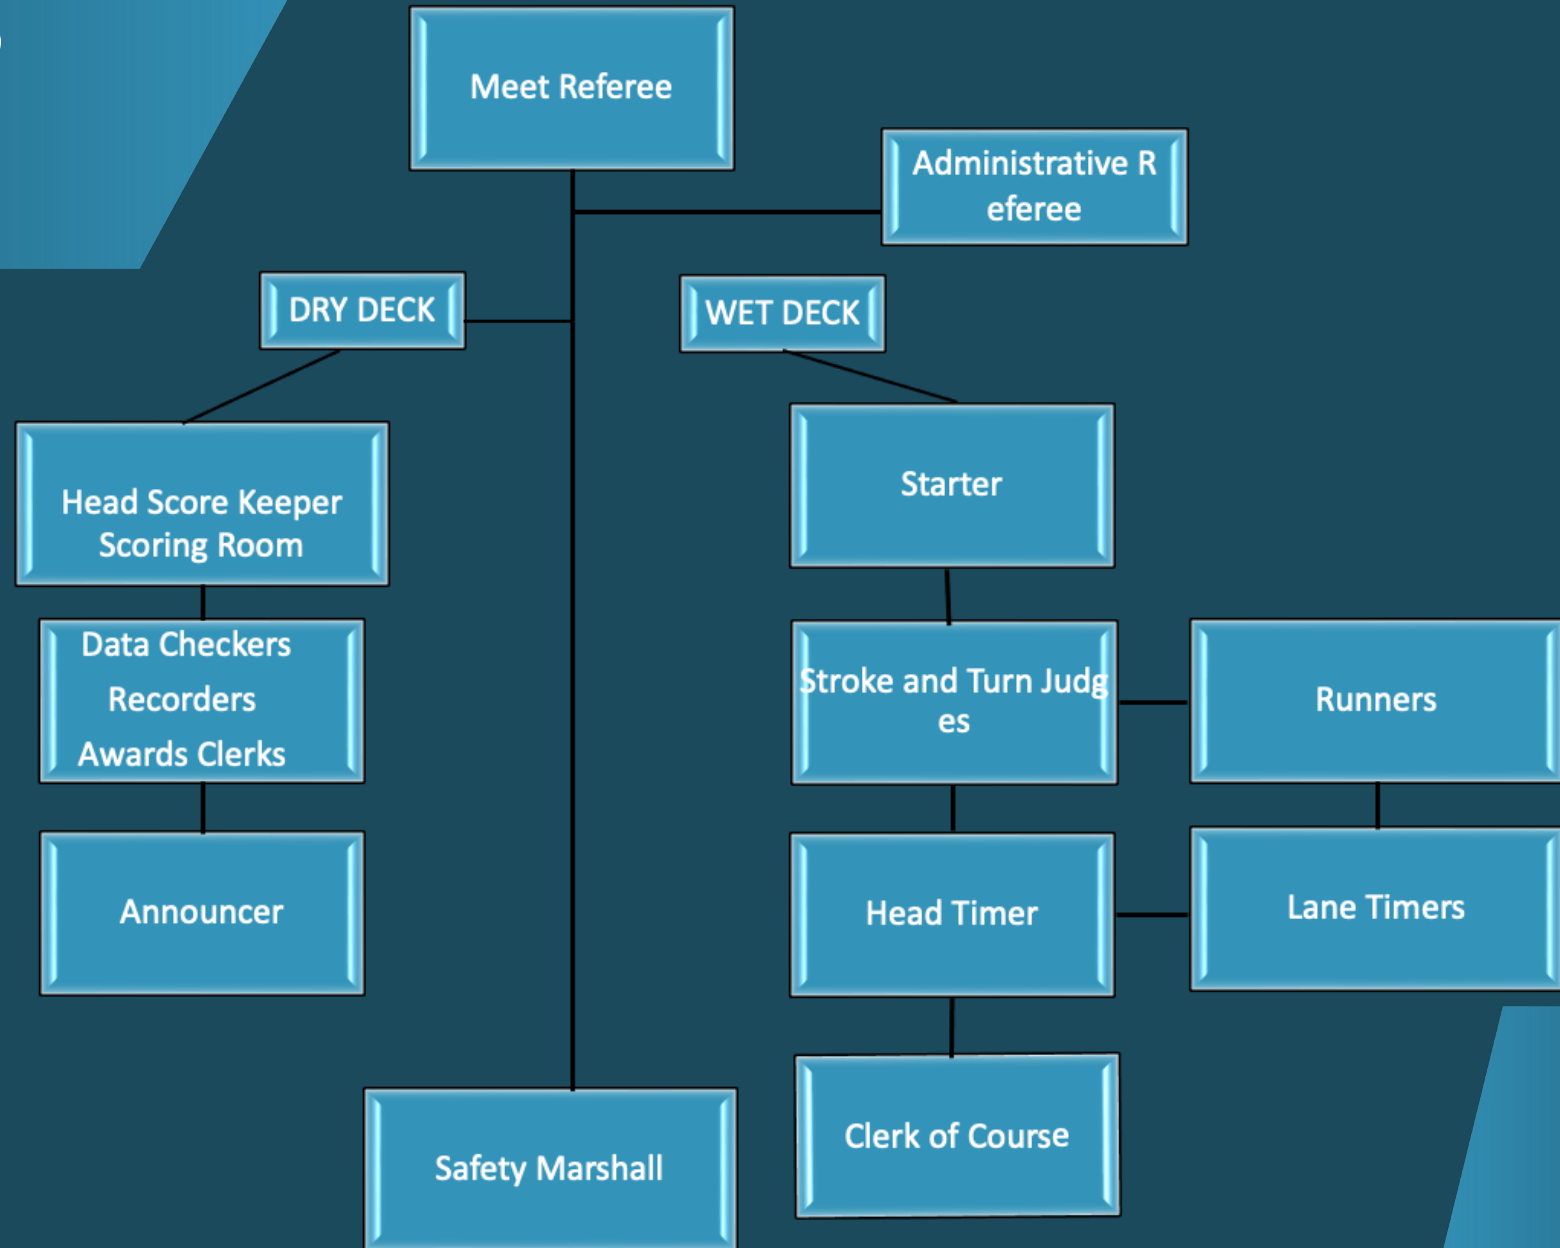 Meet Referee
Administrative R
eferee
DRY DECK
WET DECK
Head Score Keeper
Scoring Room
Starter
Data Checkers
Recorders
Awards Clerks
Stroke and Turn Judg
es
Runners
Announcer
Head Timer
Lane Timers
Safety Marshall
Clerk of Course